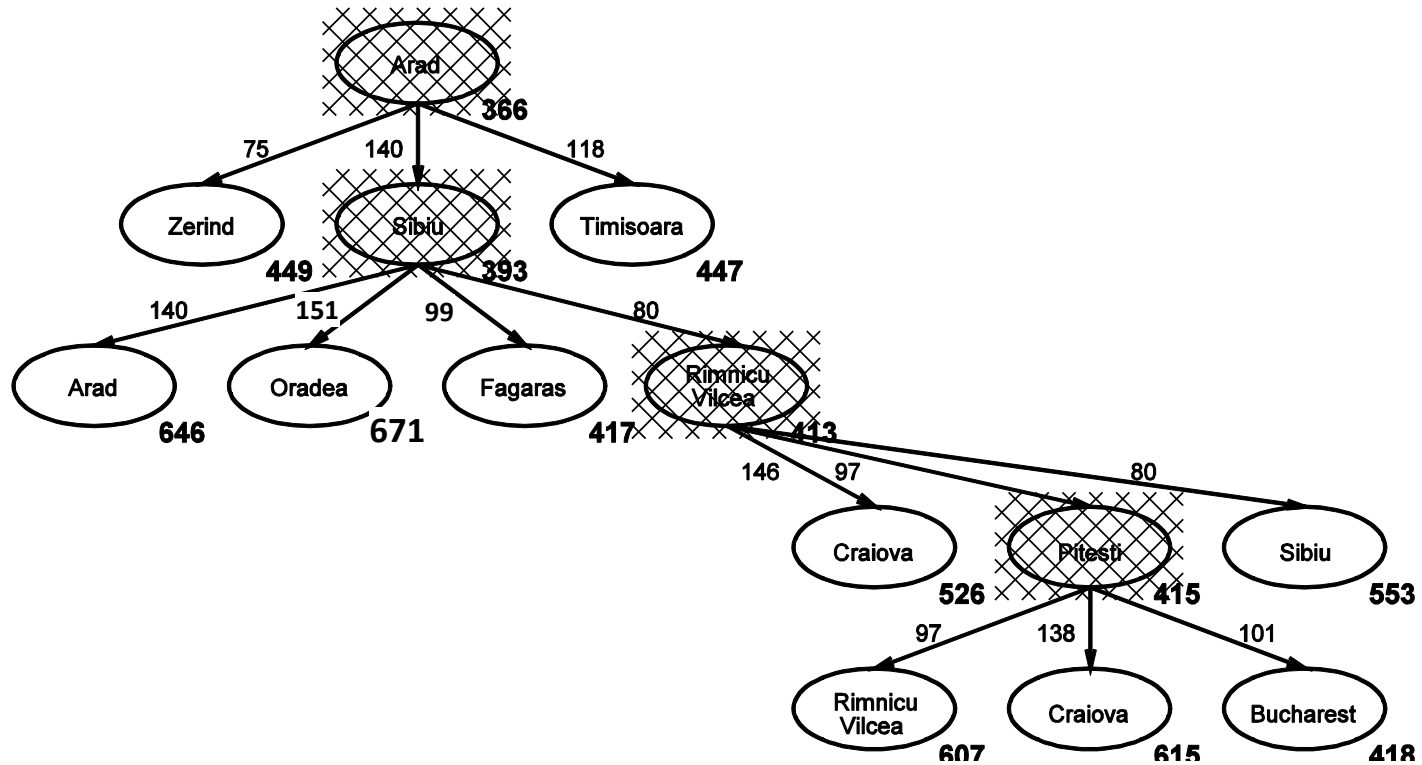 Arad
366
75
140
118
Zerind
Sibiu
Timisoara
449
393
447
140
151
99
80
Arad
Oradea
Fagaras
Rimnicu
Vilcea
646
671
417
413
146
97
80
Craiova
Pitesti
Sibiu
526
415
553
97
138
101
Rimnicu
Vilcea
Craiova
Bucharest
607
615
418